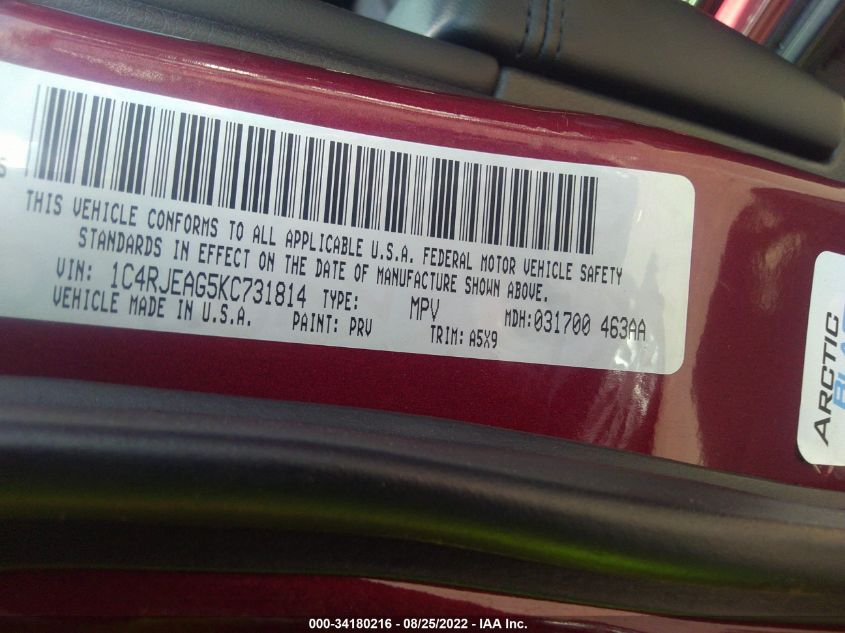 THIS VEHICLE CONFORMS TO ALL APPLICABLE U.S.A. FEDERAL MOTOR VEHICLE SAFETY
STANDARDS IN EFFECT ON THE DATE OF MANUFACTURE SHOWN ABOVE.
VIN: 1C4RJEAG5KC731814 TYPE: MPV MDH:031700 463AA
VEHICLE MADE IN U.S.A. PAINT: PRV TRIM: A5X9
ARCTIC
000-34180216 - 08/25/2022 - IAA Inc.